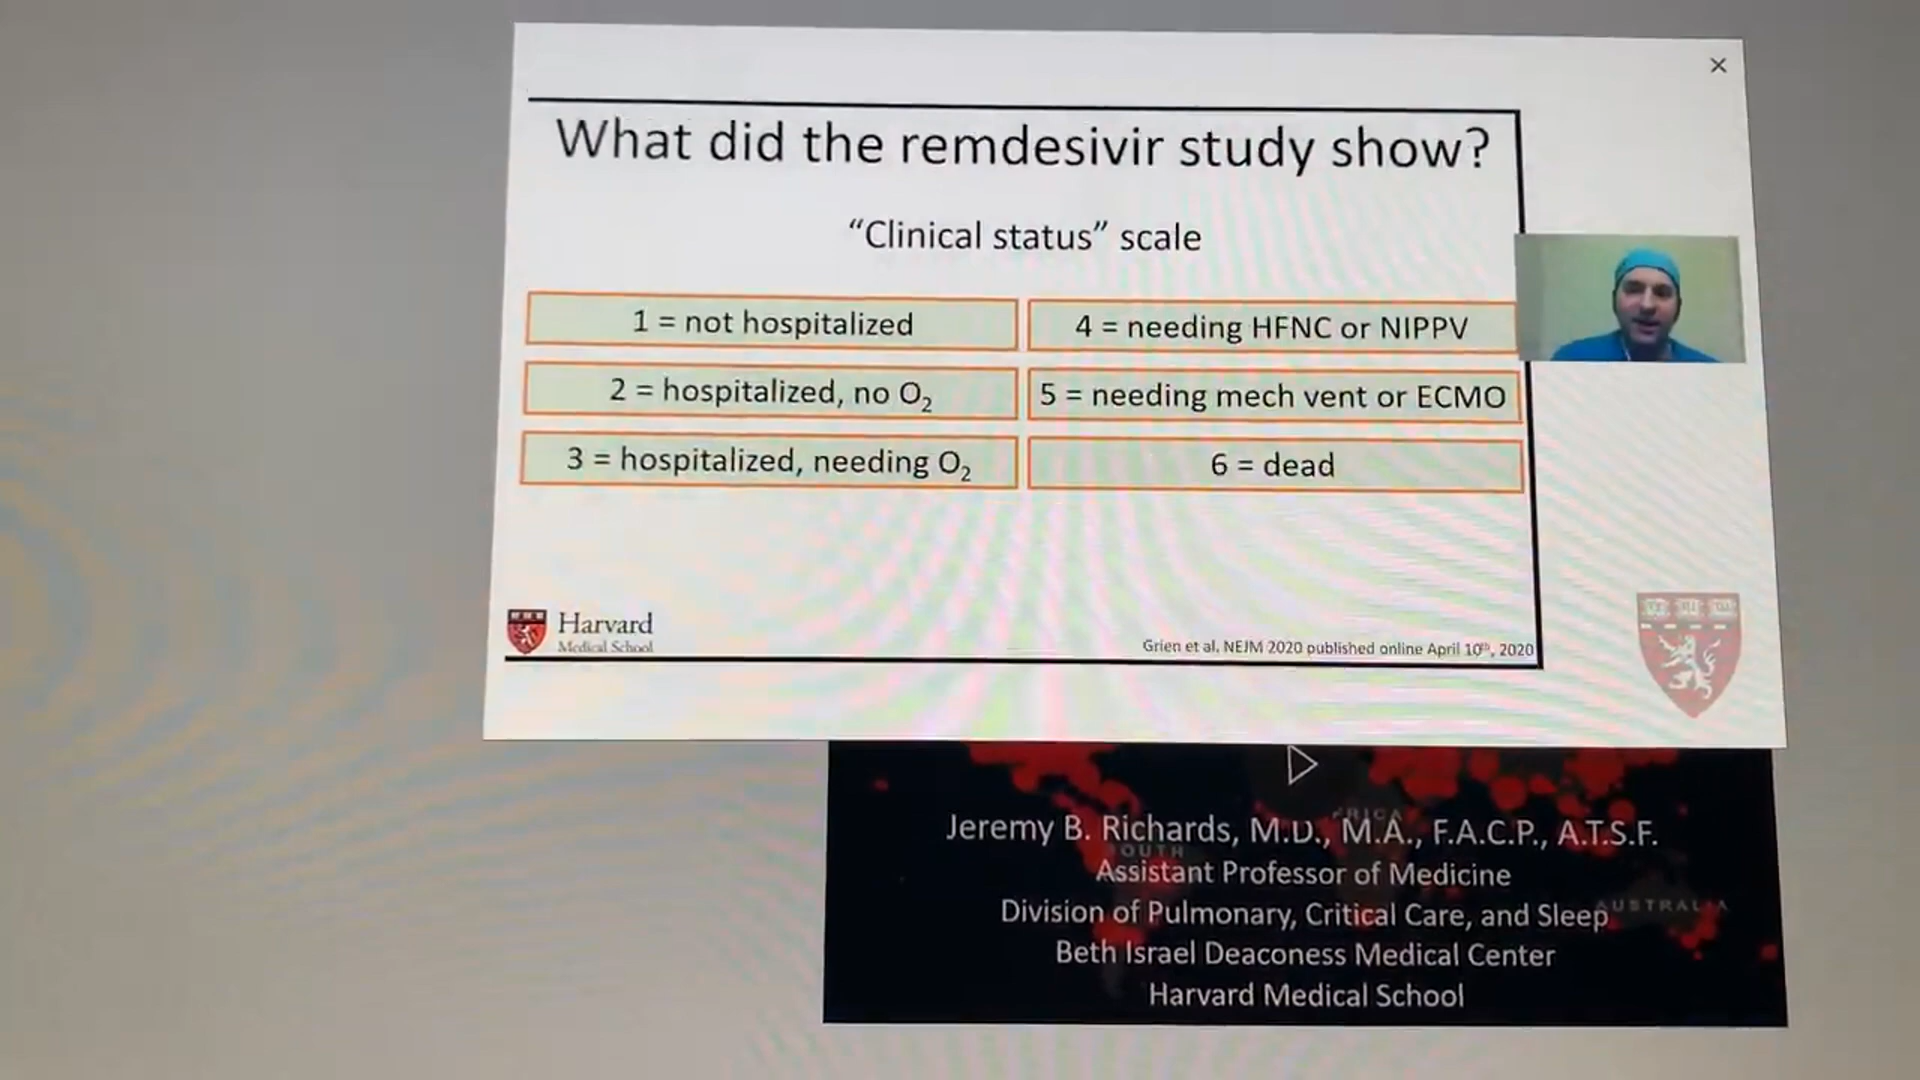 What did the remdesivir study show?
“Clinical status” scale
1 = not hospitalized
4 = needing HFNC or NIPPV
2 = hospitalized, no O₂
5 = needing mech vent or ECMO
3 = hospitalized, needing O₂
6 = dead
Harvard
Medical School
Grien et al, NEJM 2020 published online April 10th, 2020
Jeremy B. Richards, M.D., M.A., F.A.C.P., A.T.S.F.
Assistant Professor of Medicine
Division of Pulmonary, Critical Care, and Sleep
AUSTRALIA
Beth Israel Deaconess Medical Center
Harvard Medical School